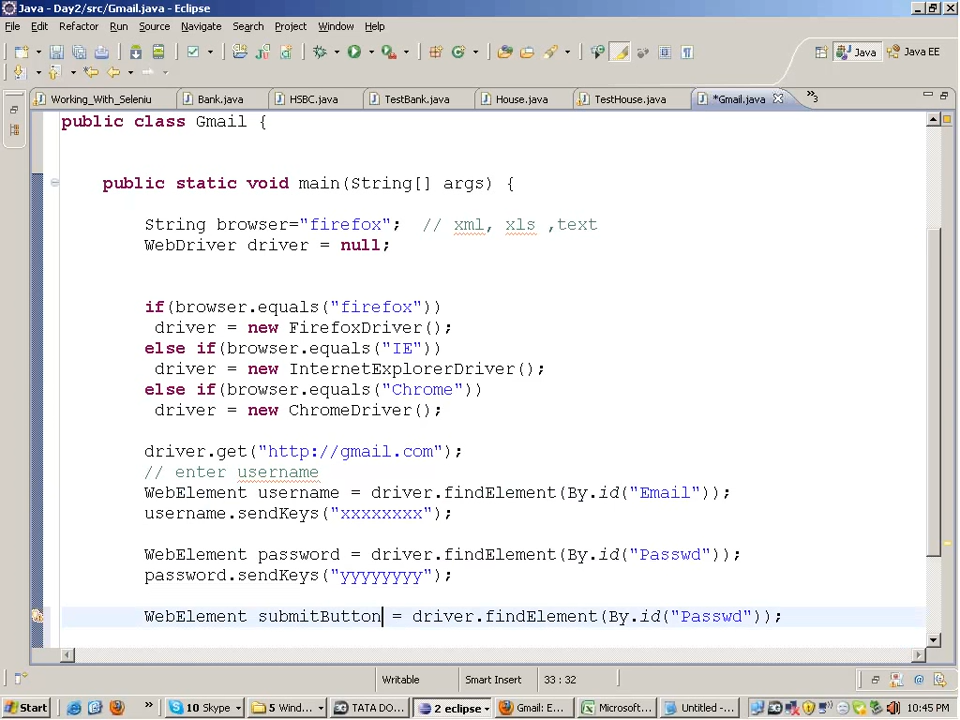 Java - Day2/src/Gmail.java - Eclipse
File Edit Refactor Run Source Navigate Search Project Window Help
Java Java EE
Working_With_Seleniu Bank.java HSBC.java TestBank.java House.java TestHouse.java *Gmail.java »3
public class Gmail {
public static void main(String[] args) {
String browser="firefox"; // xml, xls ,text
WebDriver driver = null;
if(browser.equals("firefox"))
driver = new FirefoxDriver();
else if(browser.equals("IE"))
driver = new InternetExplorerDriver();
else if(browser.equals("Chrome"))
driver = new ChromeDriver();
driver.get("http://gmail.com");
// enter username
WebElement username = driver.findElement(By.id("Email"));
username.sendKeys("xxxxxxxx");
WebElement password = driver.findElement(By.id("Passwd"));
password.sendKeys("yyyyyyyy");
WebElement submitButton = driver.findElement(By.id("Passwd"));
Writable Smart Insert 33 : 32
Start » 10 Skype 5 Wind... TATA DO... 2 eclipse Gmail: E... Microsoft... Untitled -... 10:45 PM